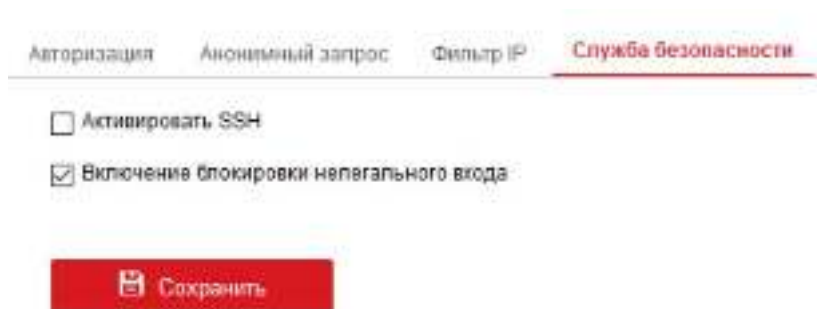 Авторизация Анонимный запрос Фильтр IP Служба безопасности
Активировать SSH
Включение блокировки нелегального входа
Сохранить